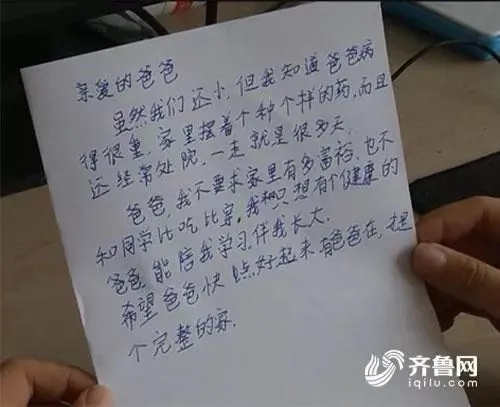 亲爱的爸爸
虽然我们还小,但我知道爸爸病
得很重,家里摆着个种个样的药,而且
还经常处院,一走就是很多天.
爸爸,我不要求家里有多富裕,也不
和同学比吃比穿.我只想有个健康的
爸爸,能陪我学习伴我长大.
希望爸爸快点好起来,有爸爸在,才是
个完整的家.
齐鲁网
iqilu.com